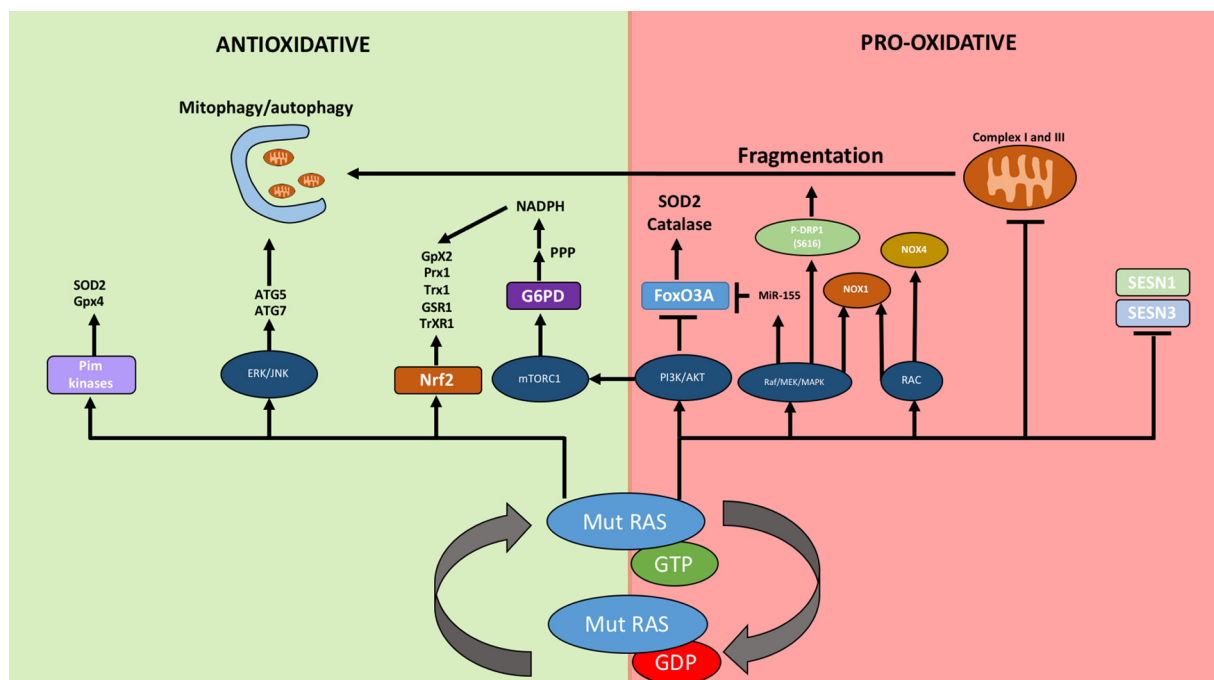 ANTIOXIDATIVE
PRO-OXIDATIVE
Mitophagy/autophagy
Complex I and III
Fragmentation
SOD2
Catalase
NADPH
P-DRP1
(S616)
NOX4
GpX2
Prx1
Trx1
GSR1
TrXR1
PPP
SOD2
Gpx4
ATG5
ATG7
G6PD
FoxO3A
MiR-155
NOX1
SESN1
SESN3
Pim
kinases
ERK/JNK
Nrf2
mTORC1
PI3K/AKT
Raf/MEK/MAPK
RAC
Mut RAS
GTP
Mut RAS
GDP